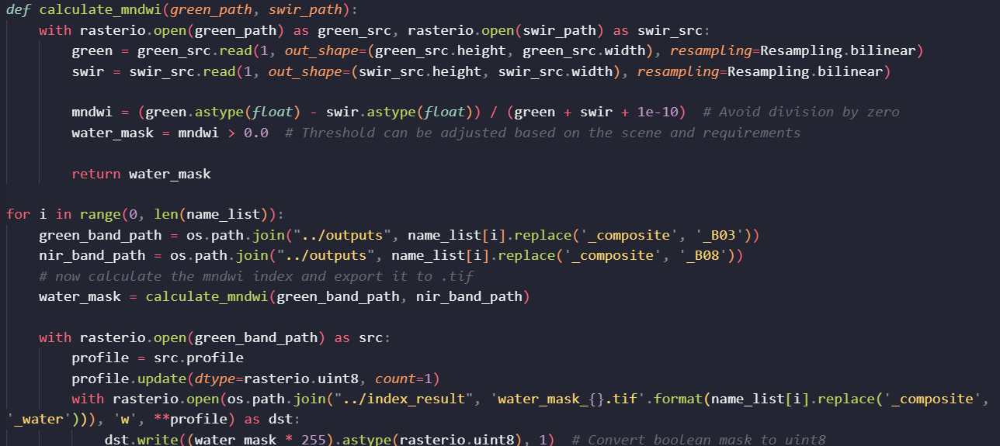 def calculate_mndwi(green_path, swir_path):
    with rasterio.open(green_path) as green_src, rasterio.open(swir_path) as swir_src:
        green = green_src.read(1, out_shape=(green_src.height, green_src.width), resampling=Resampling.bilinear)
        swir = swir_src.read(1, out_shape=(swir_src.height, swir_src.width), resampling=Resampling.bilinear)

        mndwi = (green.astype(float) - swir.astype(float)) / (green + swir + 1e-10)  # Avoid division by zero
        water_mask = mndwi > 0.0  # Threshold can be adjusted based on the scene and requirements

        return water_mask

for i in range(0, len(name_list)):
    green_band_path = os.path.join("../outputs", name_list[i].replace('_composite', '_B03'))
    nir_band_path = os.path.join("../outputs", name_list[i].replace('_composite', '_B08'))
    # now calculate the mndwi index and export it to .tif
    water_mask = calculate_mndwi(green_band_path, nir_band_path)

    with rasterio.open(green_band_path) as src:
        profile = src.profile
        profile.update(dtype=rasterio.uint8, count=1)
        with rasterio.open(os.path.join("../index_result", 'water_mask_{}.tif'.format(name_list[i].replace('_composite',
'_water'))), 'w', **profile) as dst:
            dst.write((water_mask * 255).astype(rasterio.uint8), 1)  # Convert boolean mask to uint8